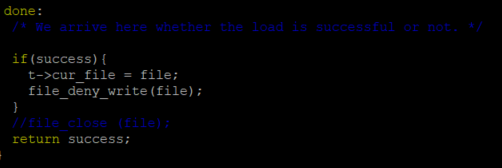 done:
/* We arrive here whether the load is successful or not. */
if(success){
t->cur_file = file;
file_deny_write(file);
}
//file_close (file);
return success;
}